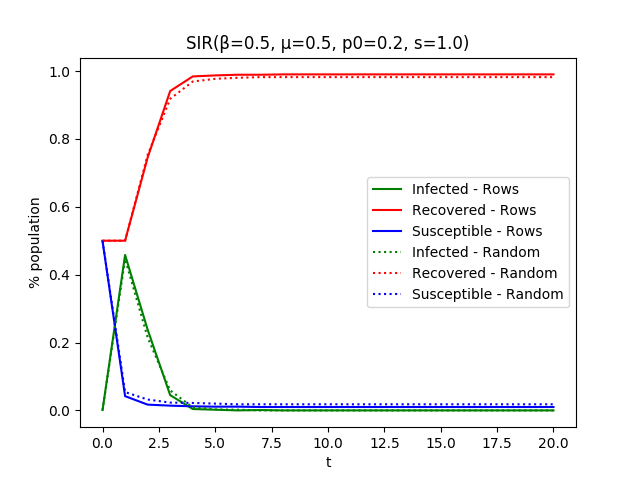 SIR(β=0.5, μ=0.5, p0=0.2, s=1.0)
% population
1.0
0.8
0.6
0.4
0.2
0.0
Infected - Rows
Recovered - Rows
Susceptible - Rows
Infected - Random
Recovered - Random
Susceptible - Random
0.0 2.5 5.0 7.5 10.0 12.5 15.0 17.5 20.0
t